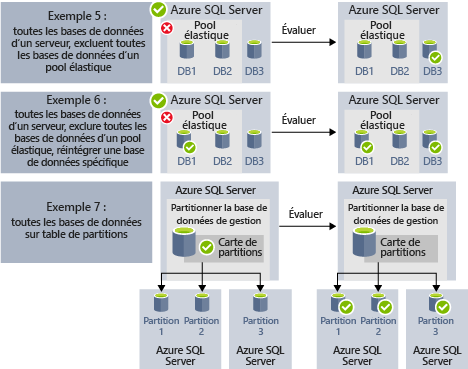 Exemple 5 :
toutes les bases de données
d'un serveur, excluent toutes
les bases de données d'un
pool élastique
Azure SQL Server
Pool
élastique
DB1 DB2 DB3
Évaluer
Azure SQL Server
Pool
élastique
DB1 DB2 DB3
Exemple 6 :
toutes les bases de données
d'un serveur, exclure toutes les
bases de données d'un pool
élastique, réintégrer une base
de données spécifique
Azure SQL Server
Pool
élastique
DB1 DB2 DB3
Évaluer
Azure SQL Server
Pool
élastique
DB1 DB2 DB3
Exemple 7 :
toutes les bases de données
sur table de partitions
Azure SQL Server
Partitionner la base de
données de gestion
Carte de
partitions
Évaluer
Azure SQL Server
Partitionner la base de
données de gestion
Carte de
partitions
Partition
1
Partition
2
Azure SQL
Server
Partition
3
Azure SQL
Server
Partition
1
Partition
2
Azure SQL
Server
Partition
3
Azure SQL
Server